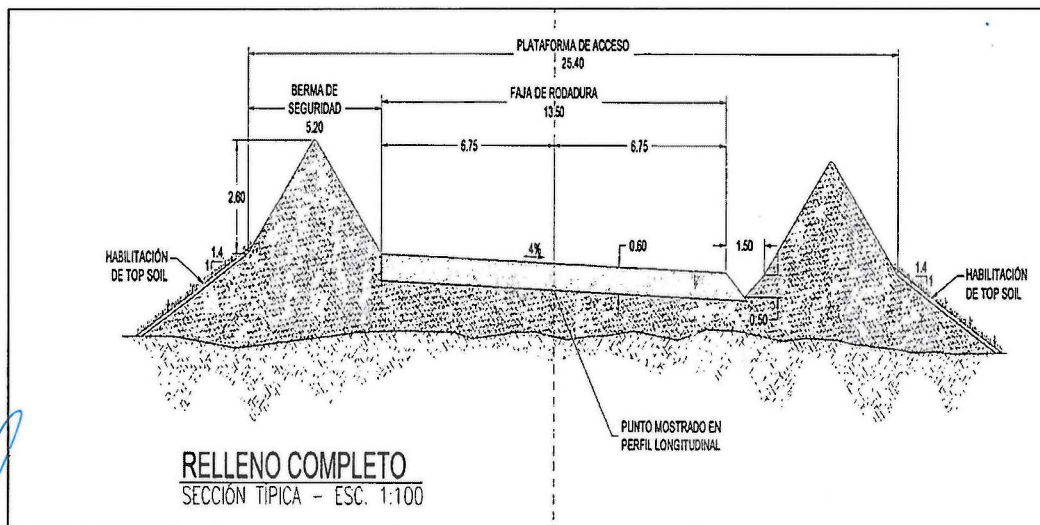 PLATAFORMA DE ACCESO
25.40
BERMA DE
SEGURIDAD
5.20
FAJA DE RODADURA
13.50
6.75
6.75
2.60
HABILITACIÓN
DE TOP SOIL
1.4
1
4%
0.60
1.50
0.50
1.4
1
HABILITACIÓN
DE TOP SOIL
PUNTO MOSTRADO EN
PERFIL LONGITUDINAL
RELLENO COMPLETO
SECCIÓN TÍPICA - ESC. 1:100